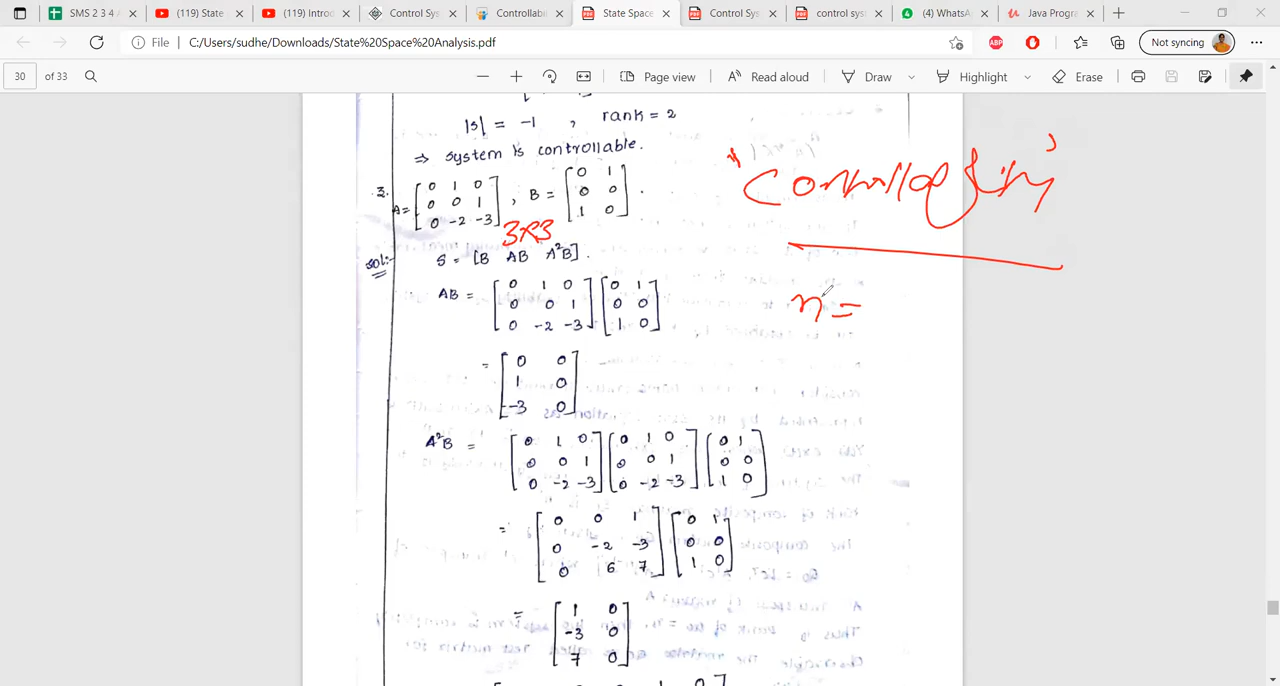 SMS 2 3 4 A
(119) State
(119) Introd
Control Sy
Controllab
State Space
Control Sys
control sys
(4) WhatsA
Java Progra
File C:/Users/sudhe/Downloads/State%20Space%20Analysis.pdf
ABP
Not syncing
30 of 33
Page view
Read aloud
Draw
Highlight
Erase
|S| = -1 , rank = 2
⇒ system is controllable.
2. A = [0 1 0; 0 0 1; 0 -2 -3] , B = [0 1; 0 0; 1 0] .
3x3
"Controllability"
Sol:- S = [B AB A²B].
n =
AB = [0 1 0; 0 0 1; 0 -2 -3] [0 1; 0 0; 1 0]
= [0 0; 1 0; -3 0]
A²B = [0 1 0; 0 0 1; 0 -2 -3] [0 1 0; 0 0 1; 0 -2 -3] [0 1; 0 0; 1 0]
= [0 0 1; 0 -2 -3; 0 6 7] [0 1; 0 0; 1 0]
= [1 0; -3 0; 7 0]